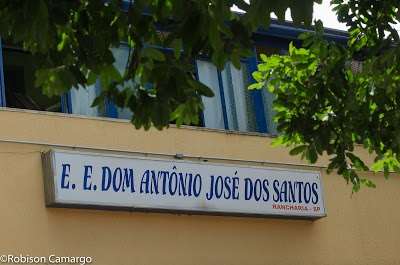 E. E. DOM ANTÔNIO JOSÉ DOS SANTOS
RANCHARIA - SP
©Robison Camargo